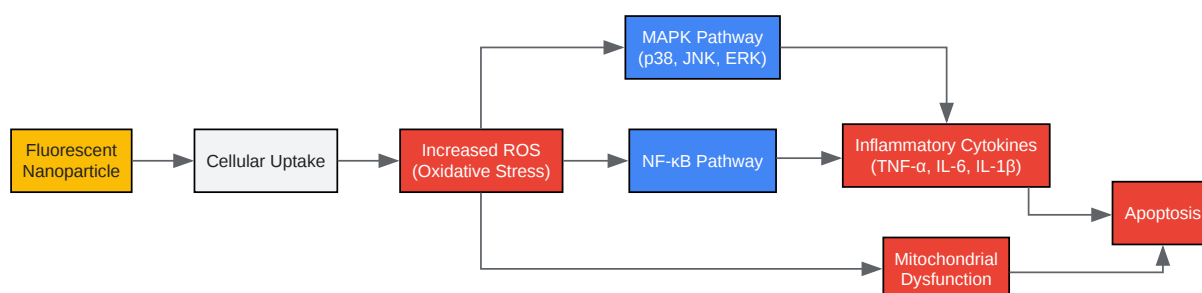 Fluorescent
Nanoparticle
Cellular Uptake
Increased ROS
(Oxidative Stress)
MAPK Pathway
(p38, JNK, ERK)
NF-κB Pathway
Inflammatory Cytokines
(TNF-α, IL-6, IL-1β)
Mitochondrial
Dysfunction
Apoptosis